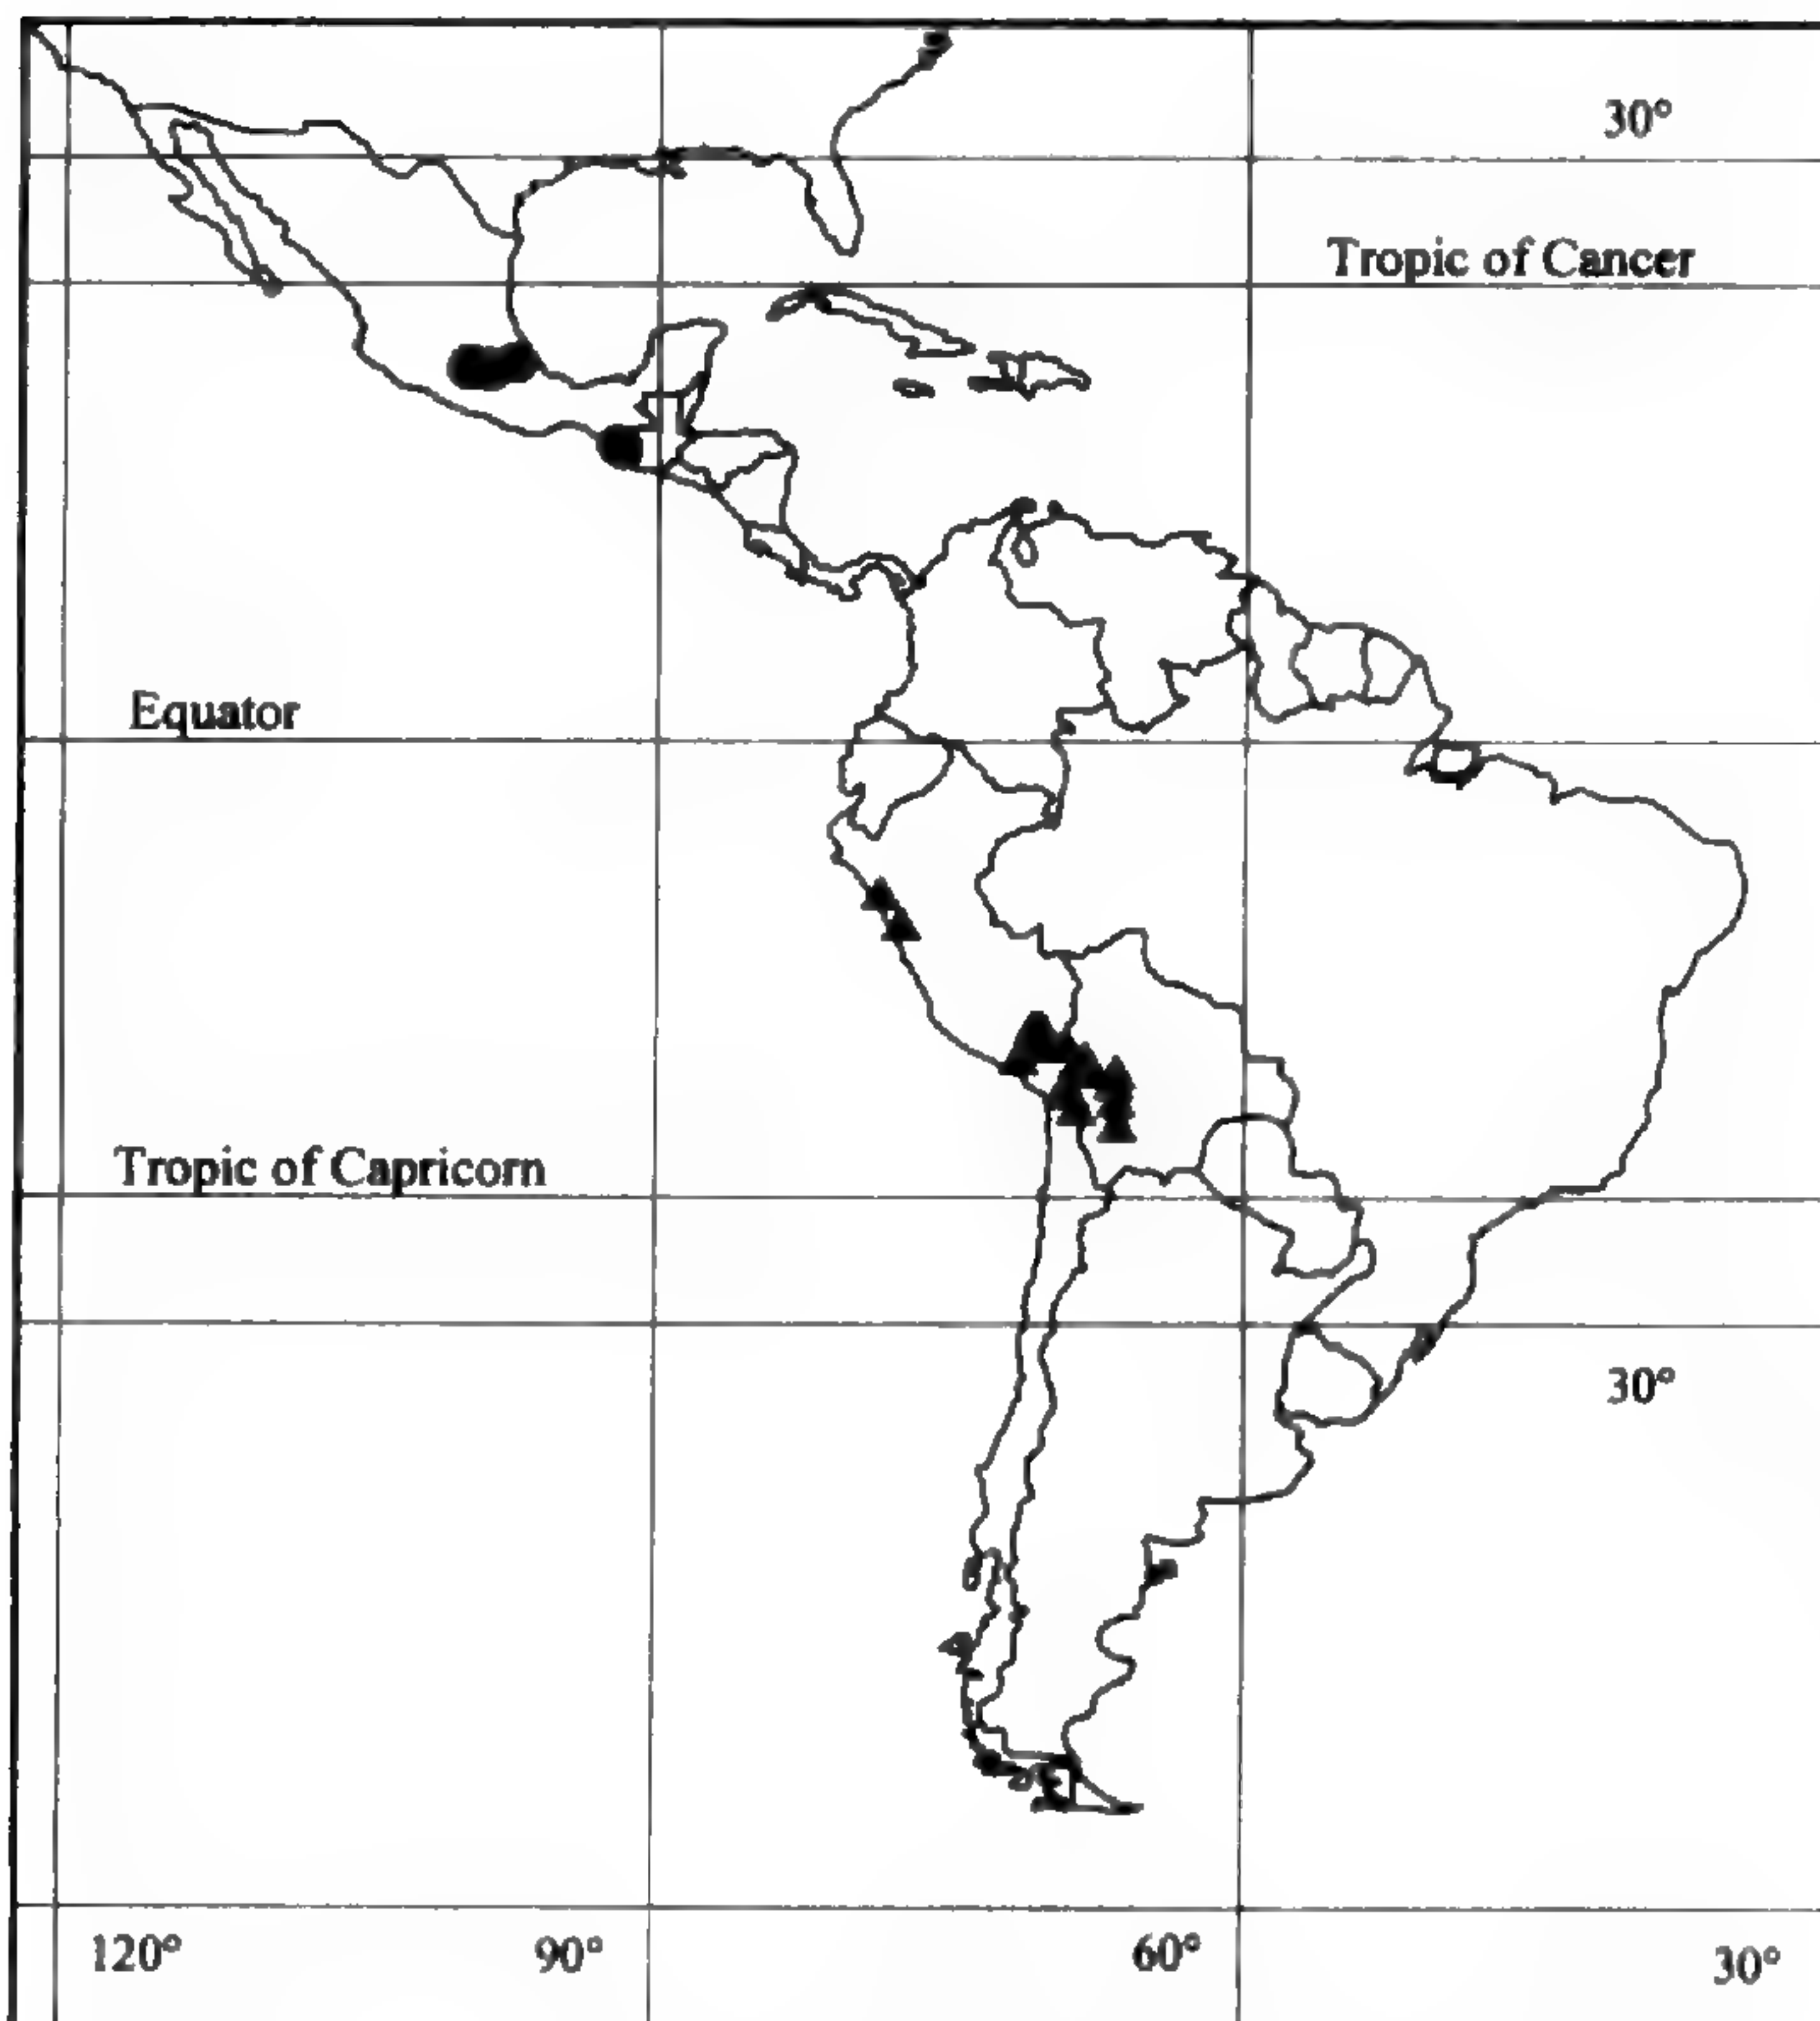 30°
Tropic of Cancer
Equator
Tropic of Capricorn
30°
120° 90° 60° 30°